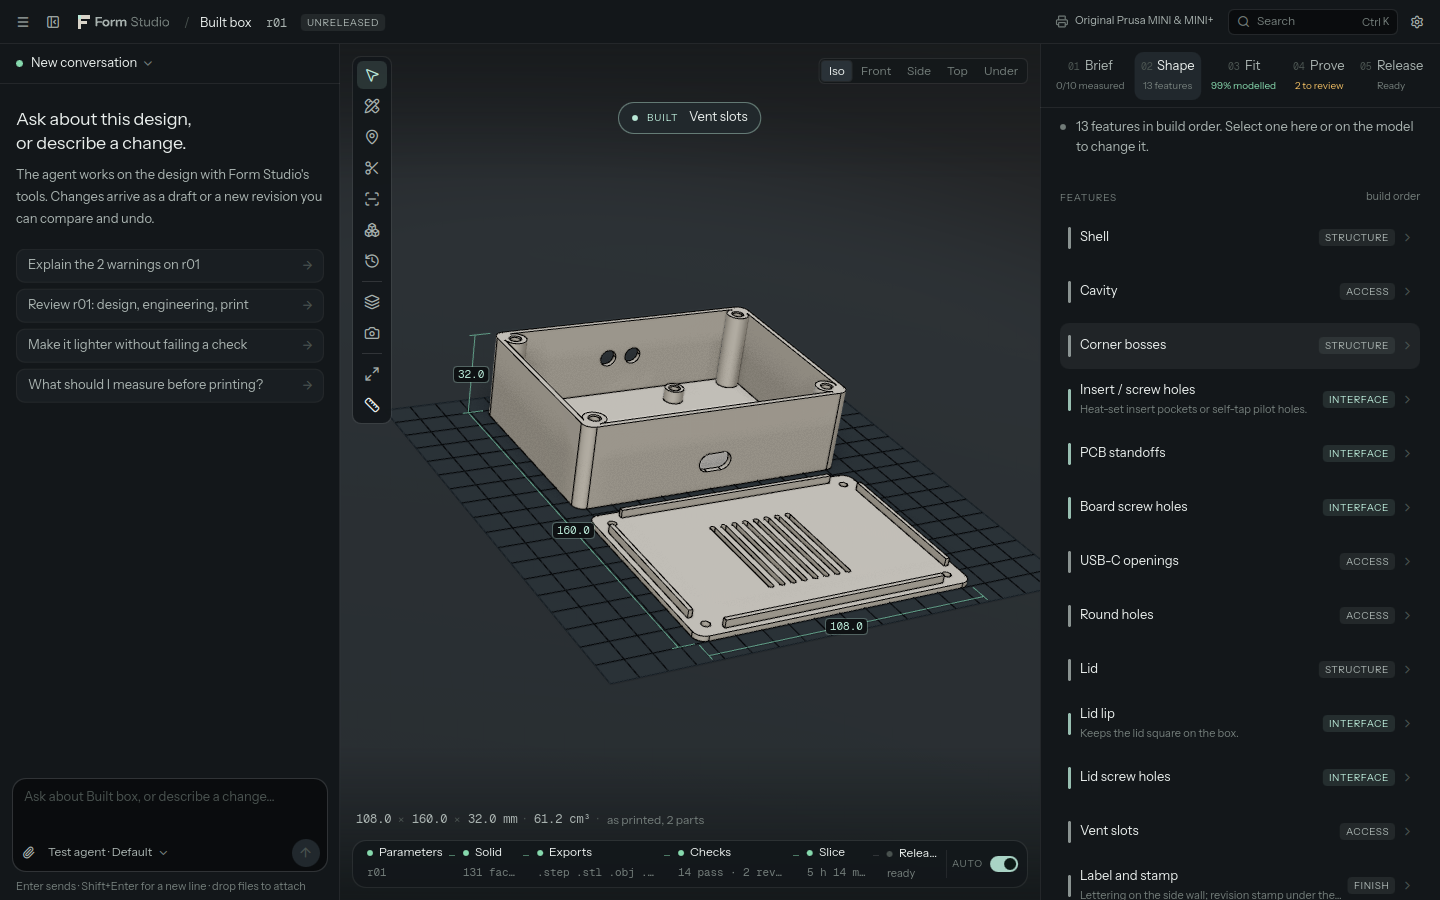 Form Studio / Built box r01 UNRELEASED
Original Prusa MINI & MINI+
Search Ctrl K
New conversation
Ask about this design,
or describe a change.
The agent works on the design with Form Studio's
tools. Changes arrive as a draft or a new revision you
can compare and undo.
Explain the 2 warnings on r01
Review r01: design, engineering, print
Make it lighter without failing a check
What should I measure before printing?
Ask about Built box, or describe a change...
Test agent · Default
Enter sends · Shift+Enter for a new line · drop files to attach
Iso Front Side Top Under
BUILT Vent slots
32.0
160.0
108.0
108.0 × 160.0 × 32.0 mm · 61.2 cm³ · as printed, 2 parts
Parameters
r01
Solid
131 fac…
Exports
.step .stl .obj ….
Checks
14 pass · 2 rev…
Slice
5 h 14 m…
Relea...
ready
AUTO
01 Brief
0/10 measured
02 Shape
13 features
03 Fit
99% modelled
04 Prove
2 to review
05 Release
Ready
13 features in build order. Select one here or on the model
to change it.
FEATURES build order
Shell STRUCTURE
Cavity ACCESS
Corner bosses STRUCTURE
Insert / screw holes INTERFACE
Heat-set insert pockets or self-tap pilot holes.
PCB standoffs INTERFACE
Board screw holes INTERFACE
USB-C openings ACCESS
Round holes ACCESS
Lid STRUCTURE
Lid lip INTERFACE
Keeps the lid square on the box.
Lid screw holes INTERFACE
Vent slots ACCESS
Label and stamp FINISH
Lettering on the side wall; revision stamp under the...